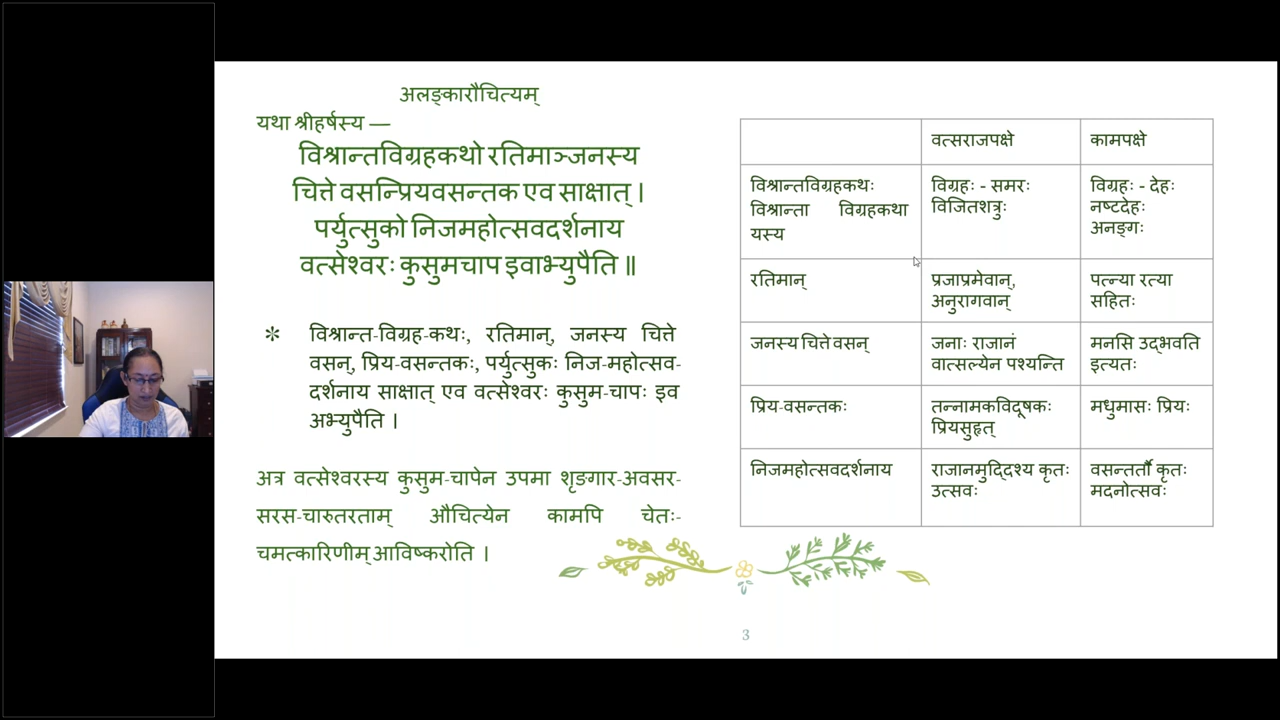 अलङ्कारौचित्यम्
यथा श्रीहर्षस्य —
विश्रान्तविग्रहकथो रतिमाञ्जनस्य
चित्ते वसन्प्रियवसन्तक एव साक्षात् ।
पर्युत्सुको निजमहोत्सवदर्शनाय
वत्सेश्वरः कुसुमचाप इवाभ्युपैति ॥
* विश्रान्त-विग्रह-कथः, रतिमान्, जनस्य चित्ते
वसन्, प्रिय-वसन्तकः, पर्युत्सुकः निज-महोत्सव-
दर्शनाय साक्षात् एव वत्सेश्वरः कुसुम-चापः इव
अभ्युपैति ।
अत्र वत्सेश्वरस्य कुसुम-चापेन उपमा शृङगार-अवसर-
सरस-चारुतरताम् औचित्येन कामपि चेतः-
चमत्कारिणीम् आविष्करोति ।
वत्सराजपक्षे कामपक्षे
विश्रान्तविग्रहकथः
विश्रान्ता विग्रहकथा
यस्य
विग्रहः - समरः
विजितशत्रुः
विग्रहः - देहः
नष्टदेहः
अनङ्गः
रतिमान्
प्रजाप्रमेवान्,
अनुरागवान्
पत्न्या रत्या
सहितः
जनस्य चित्ते वसन्
जनाः राजानं
वात्सल्येन पश्यन्ति
मनसि उद्भवति
इत्यतः
प्रिय-वसन्तकः
तन्नामकविदूषकः
प्रियसुहृत्
मधुमासः प्रियः
निजमहोत्सवदर्शनाय
राजानमुद्दिश्य कृतः
उत्सवः
वसन्तर्तौ कृतः
मदनोत्सवः
3